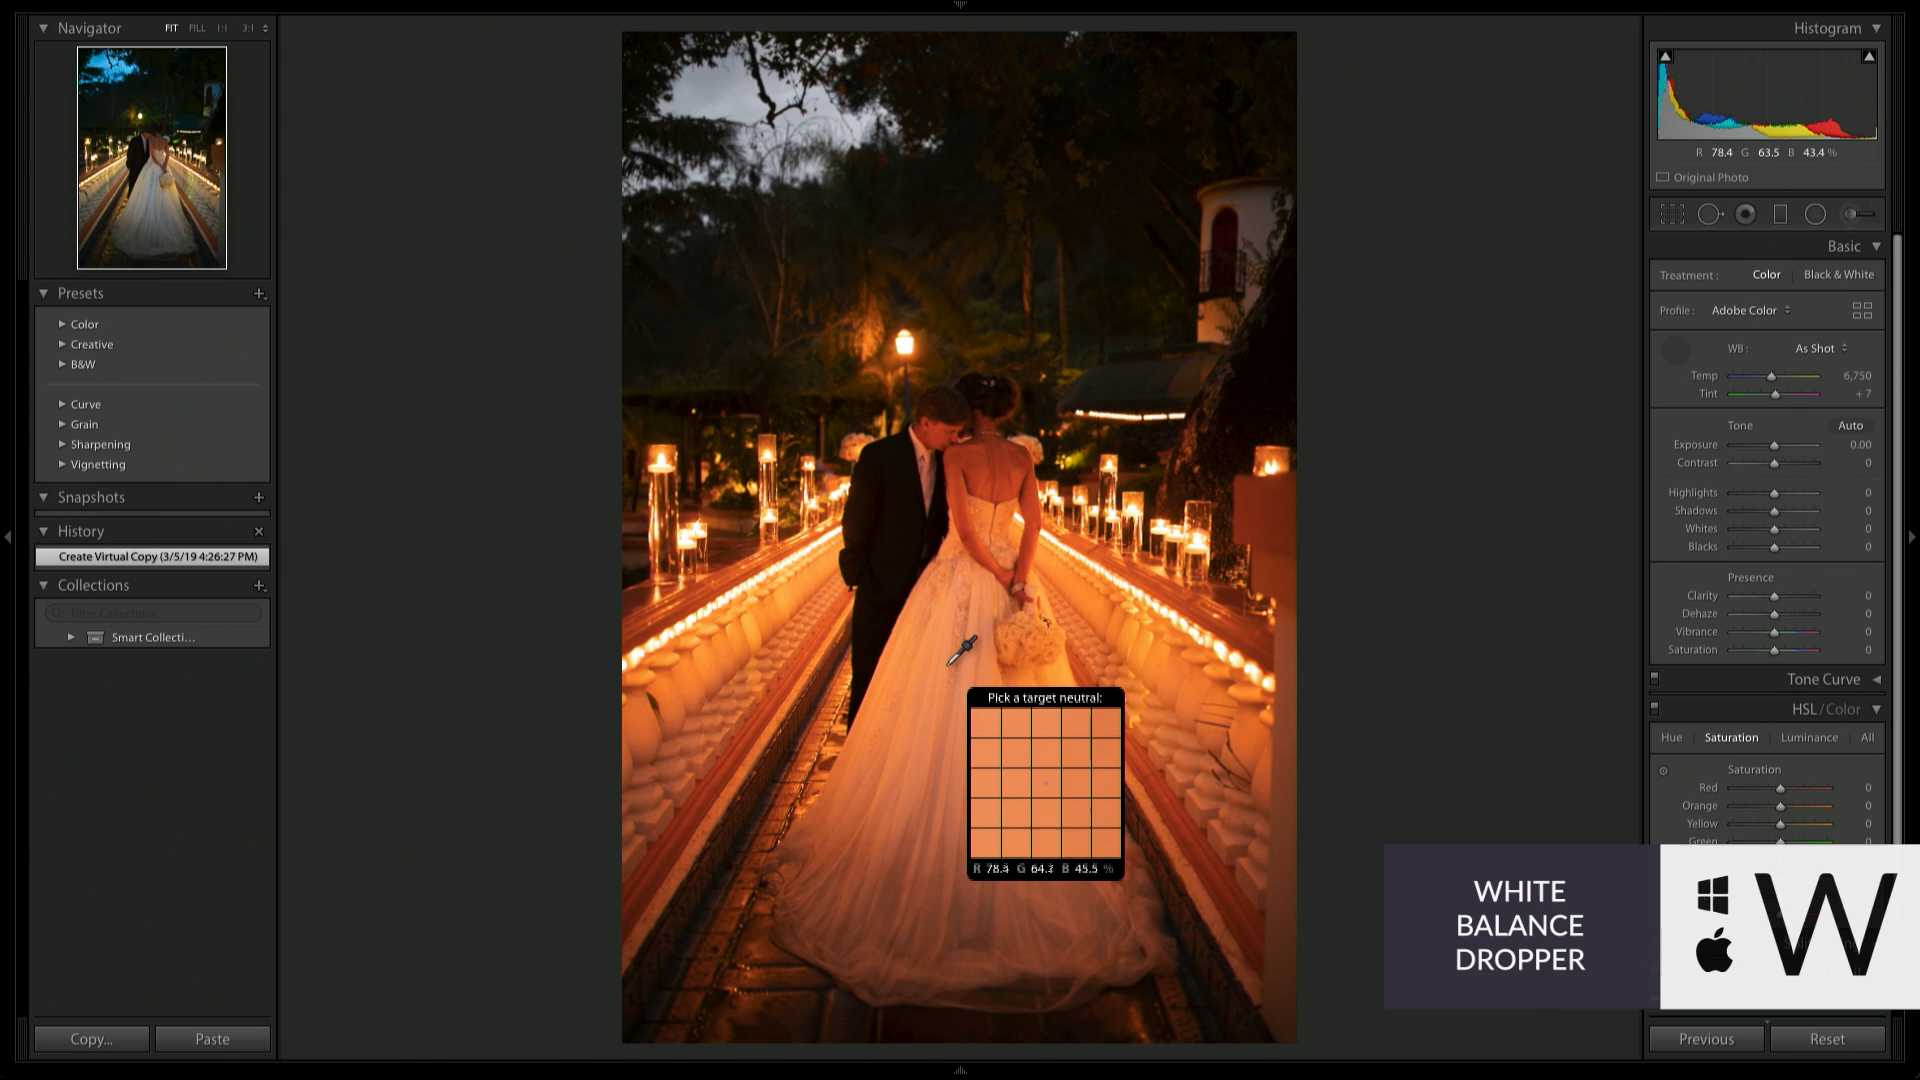 Navigator FIT FILL 1:1 3:1
Presets
Color
Creative
B&W
Curve
Grain
Sharpening
Vignetting
Snapshots
History
Create Virtual Copy (3/5/19 4:26:27 PM)
Collections
Filter Collections
Smart Collecti...
Copy... Paste
Pick a target neutral:
R 78.3 G 64.2 B 45.5 %
Histogram
R 78.4 G 63.5 B 43.4 %
Original Photo
Basic
Treatment : Color Black & White
Profile : Adobe Color
WB : As Shot
Temp 6,750
Tint + 7
Tone Auto
Exposure 0.00
Contrast 0
Highlights 0
Shadows 0
Whites 0
Blacks 0
Presence
Clarity 0
Dehaze 0
Vibrance 0
Saturation 0
Tone Curve
HSL / Color
Hue Saturation Luminance All
Saturation
Red 0
Orange 0
Yellow 0
Green
WHITE
BALANCE
DROPPER
W
Previous Reset